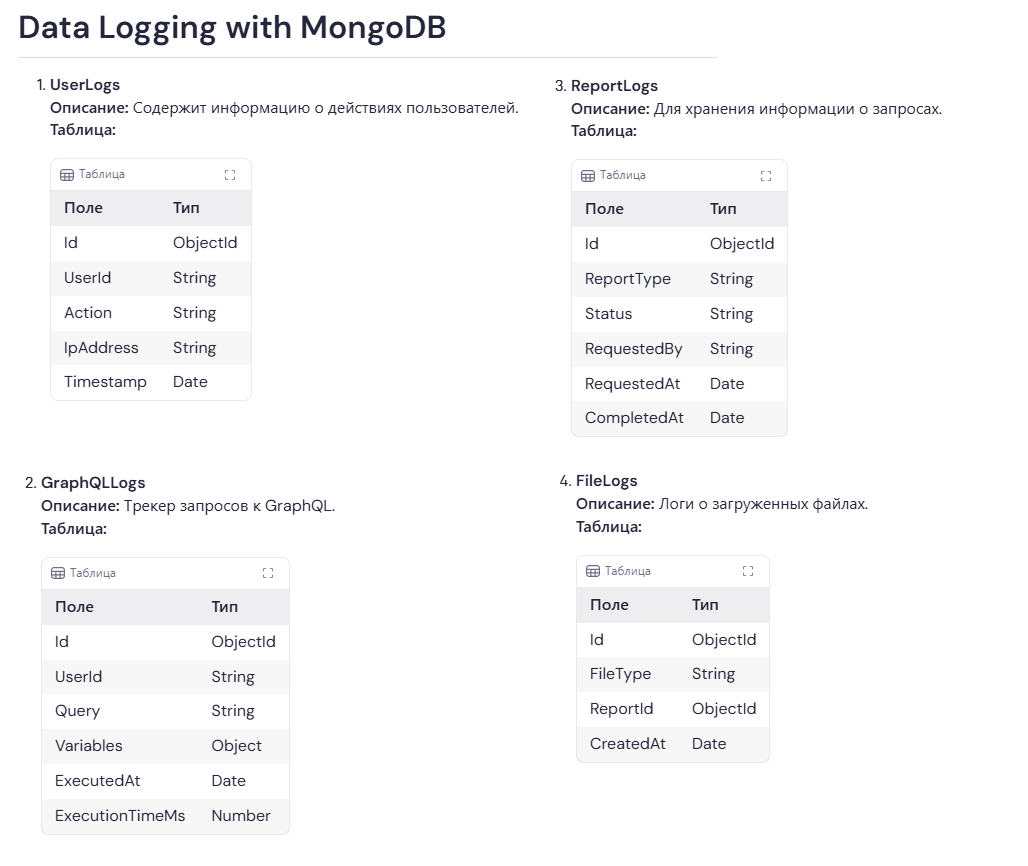 Data Logging with MongoDB
1. UserLogs
Описание: Содержит информацию о действиях пользователей.
Таблица:
Таблица
Поле Тип
Id ObjectId
UserId String
Action String
IpAddress String
Timestamp Date
2. GraphQLLogs
Описание: Трекер запросов к GraphQL.
Таблица:
Таблица
Поле Тип
Id ObjectId
UserId String
Query String
Variables Object
ExecutedAt Date
ExecutionTimeMs Number
3. ReportLogs
Описание: Для хранения информации о запросах.
Таблица:
Таблица
Поле Тип
Id ObjectId
ReportType String
Status String
RequestedBy String
RequestedAt Date
CompletedAt Date
4. FileLogs
Описание: Логи о загруженных файлах.
Таблица:
Таблица
Поле Тип
Id ObjectId
FileType String
ReportId ObjectId
CreatedAt Date